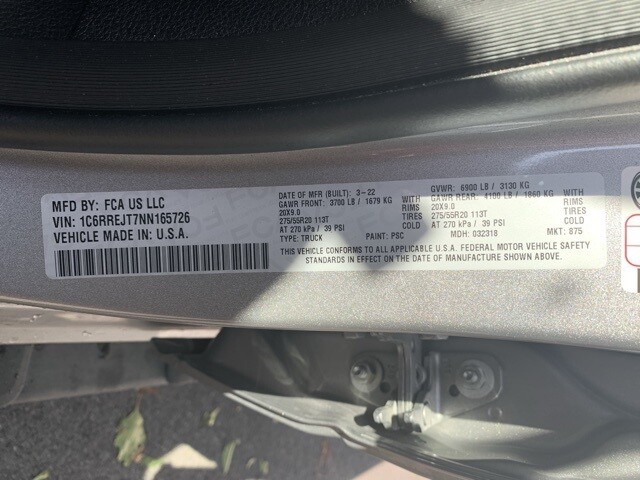 MFD BY: FCA US LLC
VIN: 1C6RREJT7NN165726
VEHICLE MADE IN: U.S.A.
DATE OF MFR (BUILT): 3-22 GVWR: 6900 LB / 3130 KG
GAWR FRONT: 3700 LB / 1679 KG GAWR REAR: 4100 LB / 1860 KG
20X9.0 RIMS 20X9.0 RIMS
275/55R20 113T TIRES 275/55R20 113T TIRES
AT 270 kPa / 39 PSI COLD AT 270 kPa / 39 PSI COLD
TYPE: TRUCK PAINT: PSC MDH: 032318 MKT: 875
THIS VEHICLE CONFORMS TO ALL APPLICABLE U.S.A. FEDERAL MOTOR VEHICLE SAFETY
STANDARDS IN EFFECT ON THE DATE OF MANUFACTURE SHOWN ABOVE.